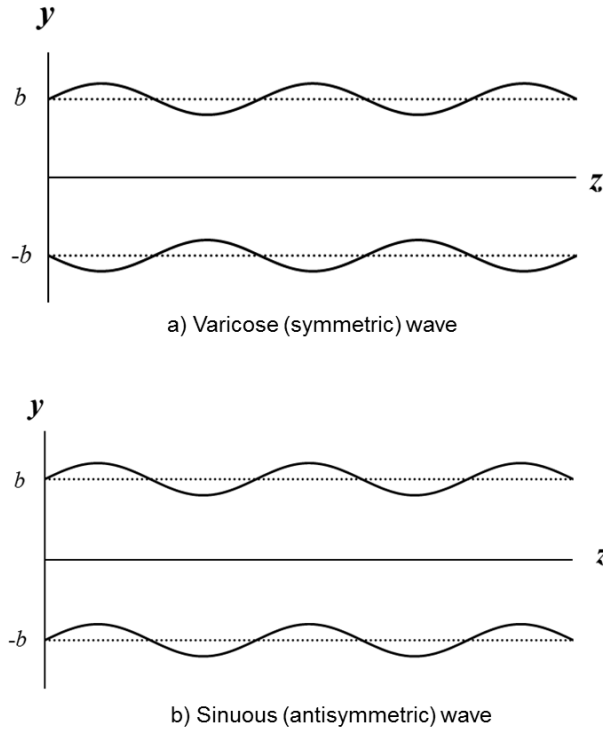 y
b
z
-b
a) Varicose (symmetric) wave
y
b
z
-b
b) Sinuous (antisymmetric) wave